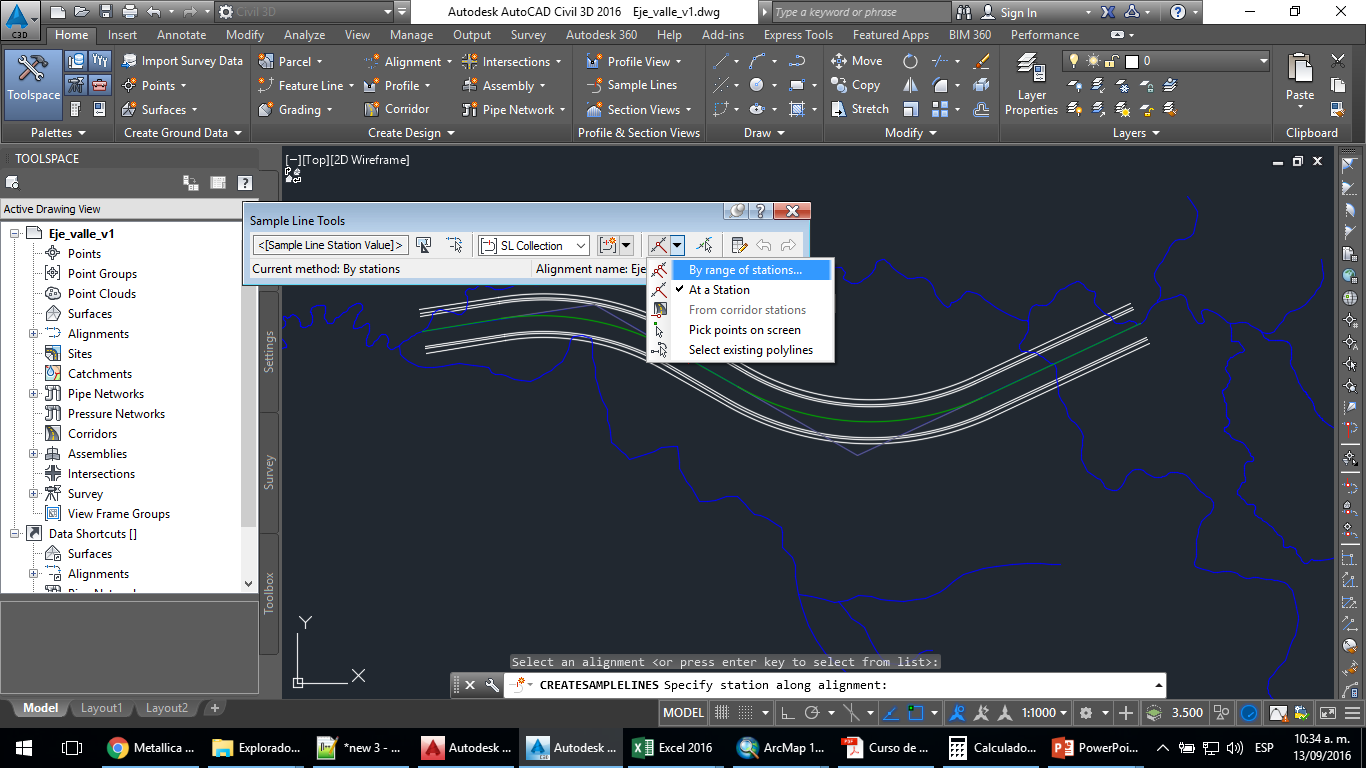 C3D
Civil 3D
Autodesk AutoCAD Civil 3D 2016 Eje_valle_v1.dwg
Type a keyword or phrase
Sign In
Home Insert Annotate Modify Analyze View Manage Output Survey Autodesk 360 Help Add-ins Express Tools Featured Apps BIM 360 Performance
Toolspace
Import Survey Data
Points
Surfaces
Parcel
Feature Line
Grading
Alignment
Profile
Corridor
Intersections
Assembly
Pipe Network
Profile View
Sample Lines
Section Views
Move
Copy
Stretch
Layer Properties
0
Paste
Palettes
Create Ground Data
Create Design
Profile & Section Views
Draw
Modify
Layers
Clipboard
TOOLSPACE
Active Drawing View
Eje_valle_v1
Points
Point Groups
Point Clouds
Surfaces
Alignments
Sites
Catchments
Pipe Networks
Pressure Networks
Corridors
Assemblies
Intersections
Survey
View Frame Groups
Data Shortcuts []
Surfaces
Alignments
Settings
Survey
Toolbox
[−][Top][2D Wireframe]
Sample Line Tools
<[Sample Line Station Value]>
SL Collection
Current method: By stations
Alignment name: Eje
By range of stations...
At a Station
From corridor stations
Pick points on screen
Select existing polylines
Y
X
Select an alignment <or press enter key to select from list>:
CREATESAMPLELINES Specify station along alignment:
Model Layout1 Layout2 +
MODEL
1:1000
3.500
Metallica ...
Explorado...
*new 3 - ...
Autodesk ...
Autodesk ...
Excel 2016
ArcMap 1...
Curso de ...
Calculado...
PowerPoi...
ESP
10:34 a. m.
13/09/2016